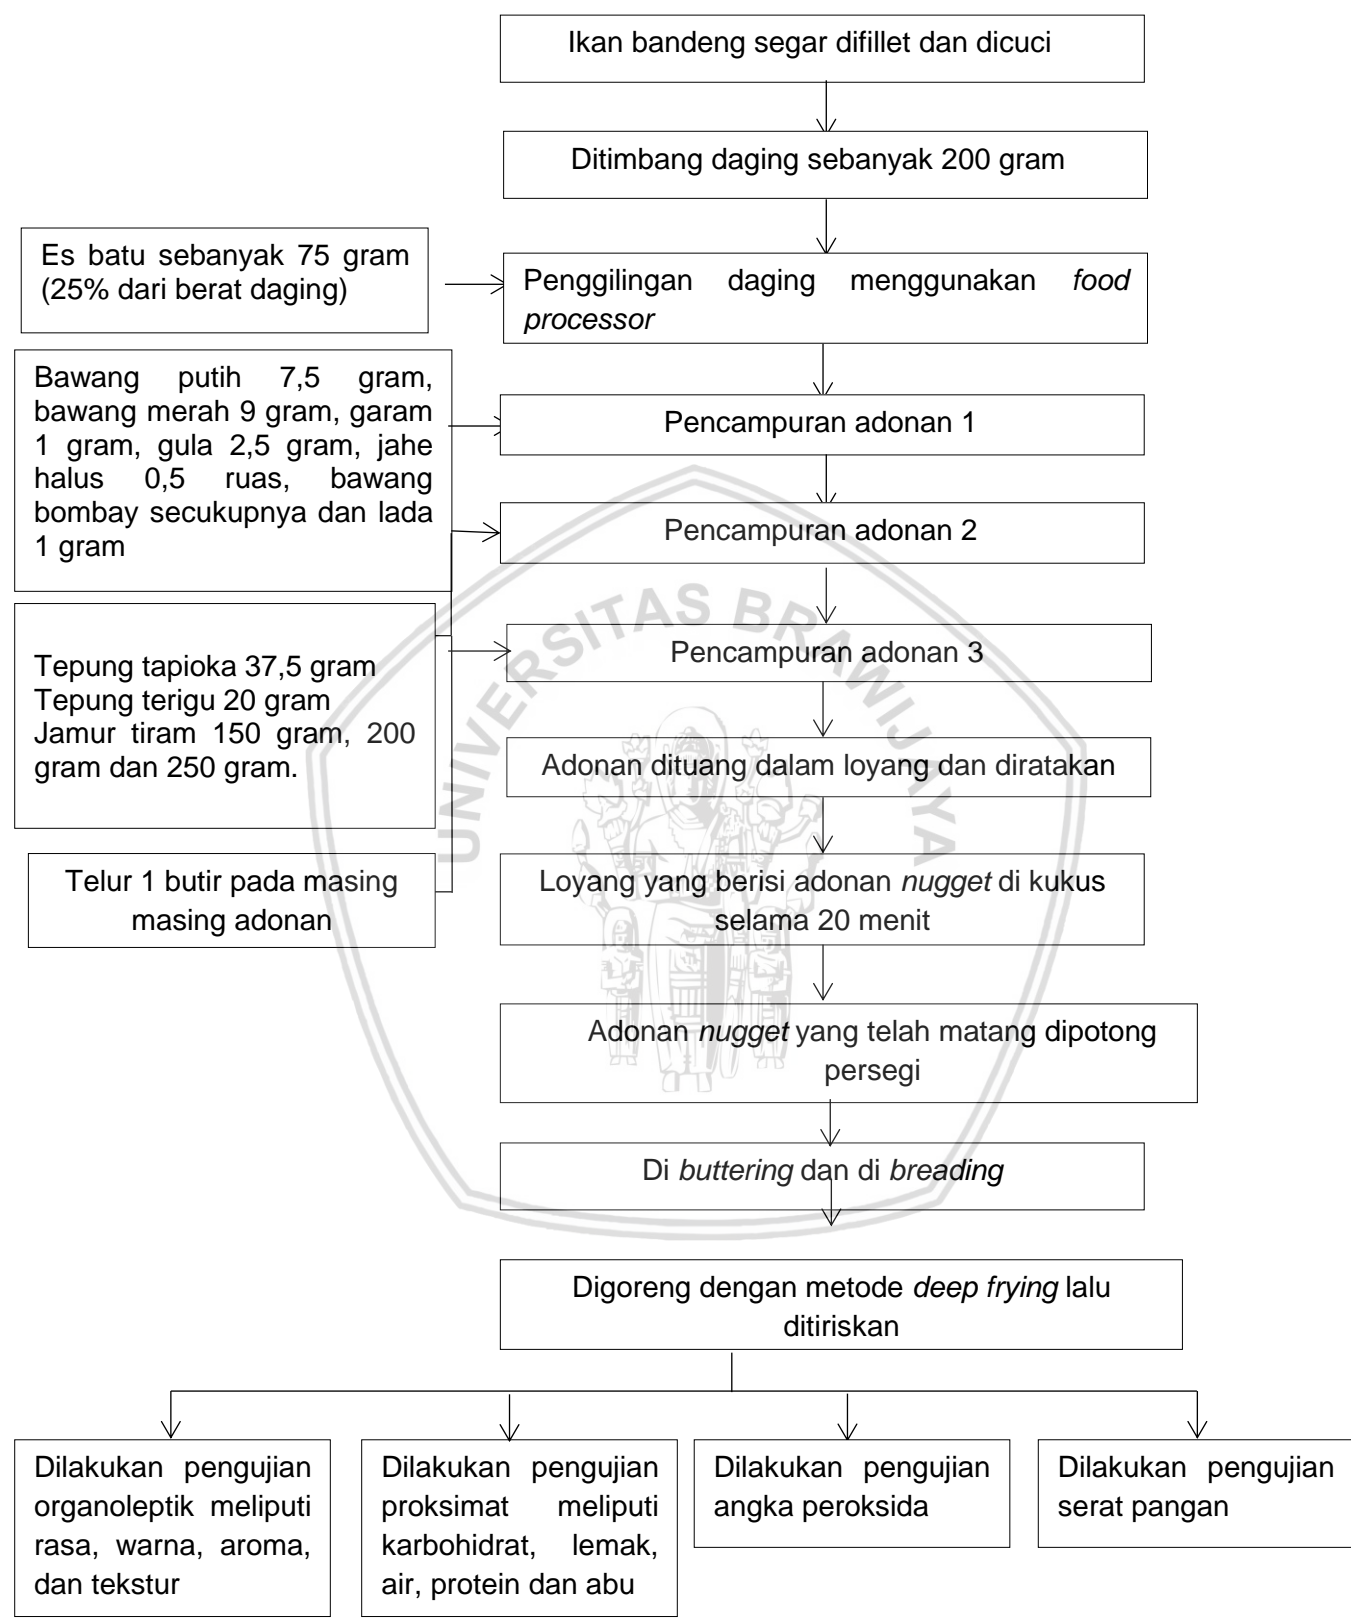 Ikan bandeng segar difillet dan dicuci
Ditimbang daging sebanyak 200 gram
Es batu sebanyak 75 gram
(25% dari berat daging)
Penggilingan daging menggunakan food
processor
Bawang putih 7,5 gram,
bawang merah 9 gram, garam
1 gram, gula 2,5 gram, jahe
halus 0,5 ruas, bawang
bombay secukupnya dan lada
1 gram
Pencampuran adonan 1
Pencampuran adonan 2
Tepung tapioka 37,5 gram
Tepung terigu 20 gram
Jamur tiram 150 gram, 200
gram dan 250 gram.
Pencampuran adonan 3
Adonan dituang dalam loyang dan diratakan
Telur 1 butir pada masing
masing adonan
Loyang yang berisi adonan nugget di kukus
selama 20 menit
Adonan nugget yang telah matang dipotong
persegi
Di buttering dan di breading
Digoreng dengan metode deep frying lalu
ditiriskan
Dilakukan pengujian
organoleptik meliputi
rasa, warna, aroma,
dan tekstur
Dilakukan pengujian
proksimat meliputi
karbohidrat, lemak,
air, protein dan abu
Dilakukan pengujian
angka peroksida
Dilakukan pengujian
serat pangan
UNIVERSITAS BRAWIJAYA